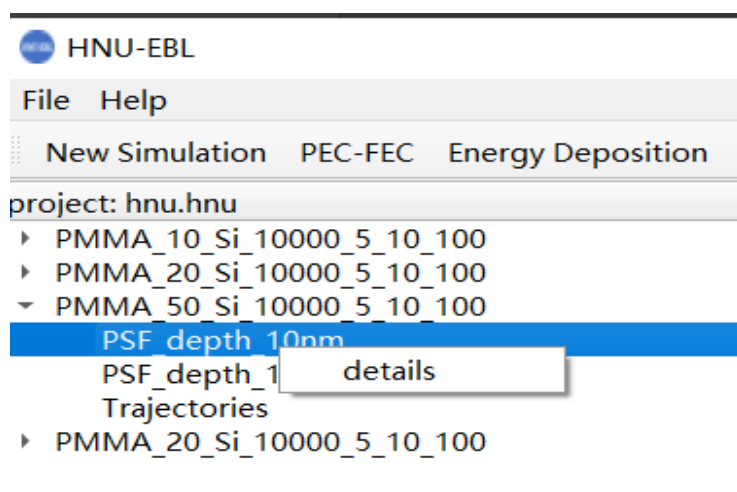 HNU-EBL
File Help
New Simulation PEC-FEC Energy Deposition
project: hnu.hnu
PMMA_10_Si_10000_5_10_100
PMMA_20_Si_10000_5_10_100
PMMA_50_Si_10000_5_10_100
PSF_depth_10nm
PSF_depth_1
details
Trajectories
PMMA_20_Si_10000_5_10_100